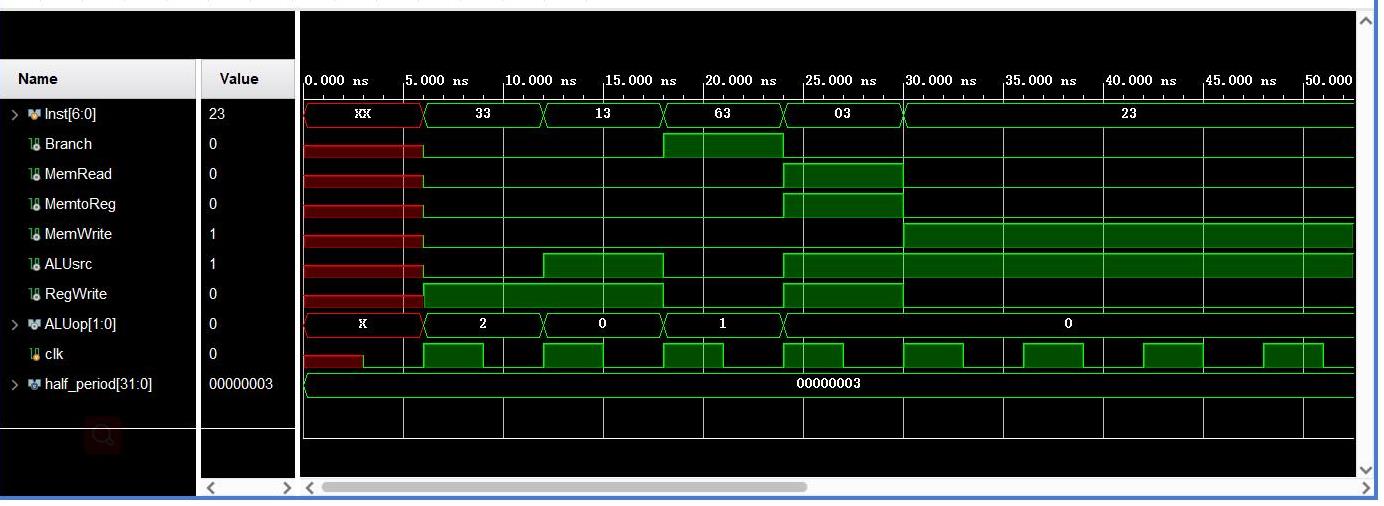 Name Value 0.000 ns 5.000 ns 10.000 ns 15.000 ns 20.000 ns 25.000 ns 30.000 ns 35.000 ns 40.000 ns 45.000 ns 50.000
Inst[6:0] 23 XX 33 13 63 03 23
Branch 0
MemRead 0
MemtoReg 0
MemWrite 1
ALUsrc 1
RegWrite 0
ALUop[1:0] 0 X 2 0 1 0
clk 0
half_period[31:0] 00000003 00000003